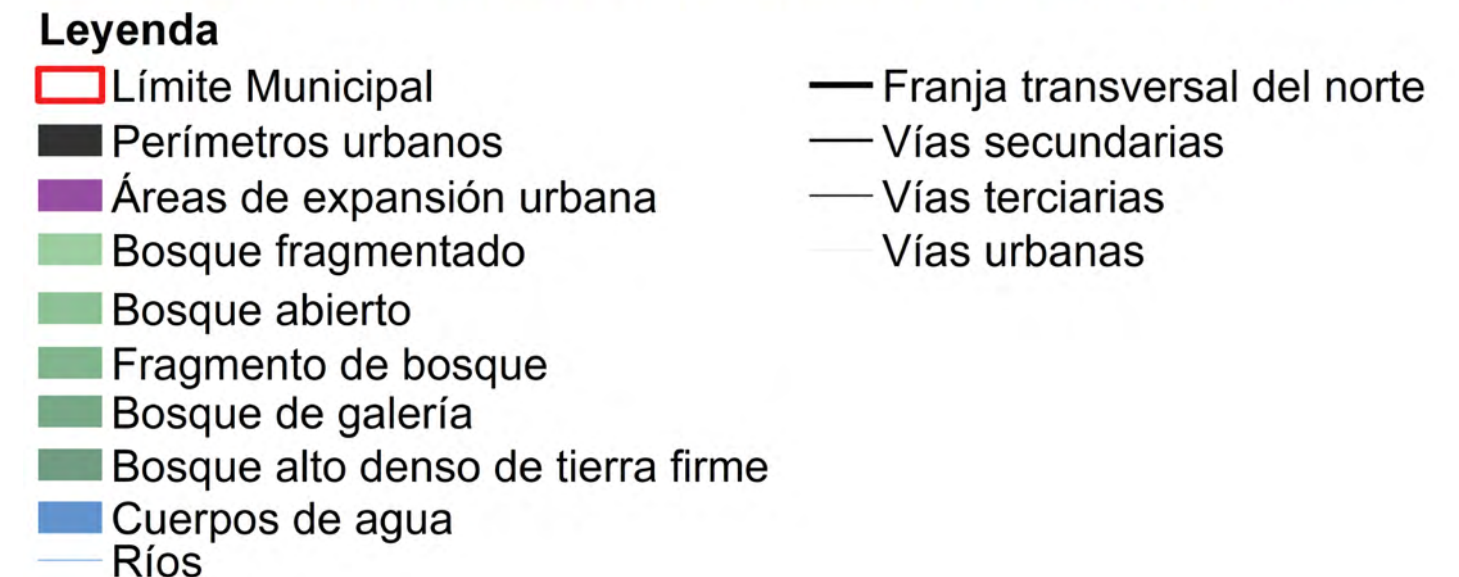 Leyenda
Límite Municipal
Perímetros urbanos
Áreas de expansión urbana
Bosque fragmentado
Bosque abierto
Fragmento de bosque
Bosque de galería
Bosque alto denso de tierra firme
Cuerpos de agua
Ríos
Franja transversal del norte
Vías secundarias
Vías terciarias
Vías urbanas